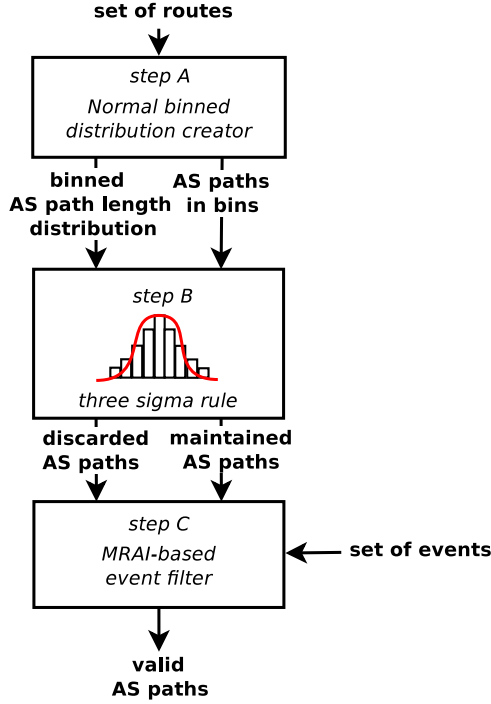 set of routes
step A
Normal binned
distribution creator
binned
AS path length
distribution
AS paths
in bins
step B
three sigma rule
discarded
AS paths
maintained
AS paths
step C
MRAI-based
event filter
set of events
valid
AS paths